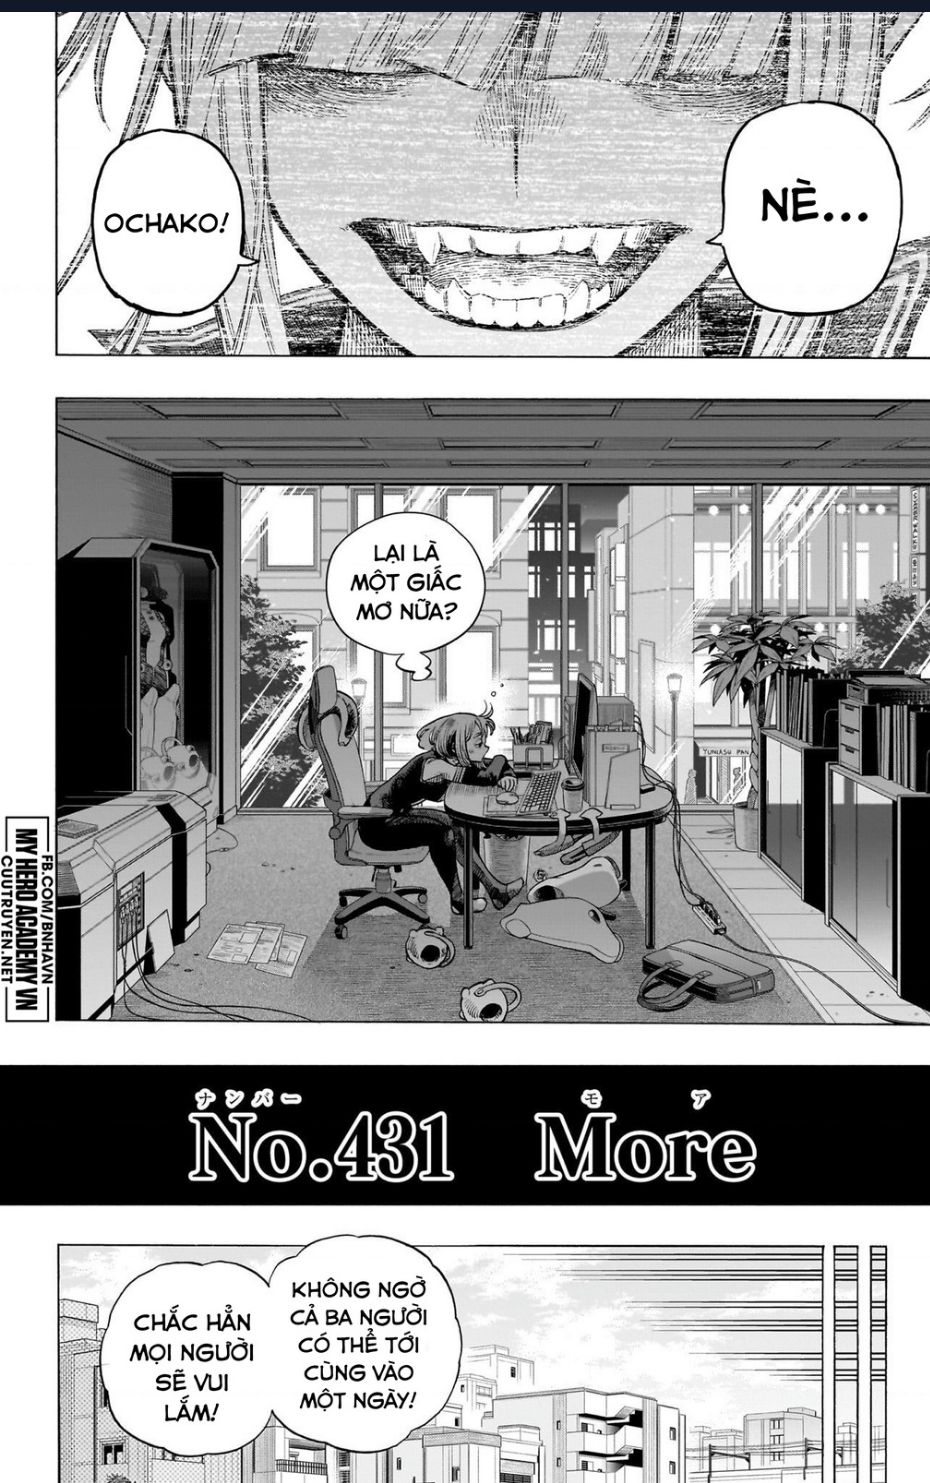 NÈ...
OCHAKO!
LẠI LÀ
MỘT GIẤC
MƠ NỮA?
YUNIASU PAN
FB.COM/BNHAVN
MY HERO ACADEMY VN
CUUTRUYEN.NET
ナンバー モア
No.431 More
KHÔNG NGỜ
CẢ BA NGƯỜI
CÓ THỂ TỚI
CÙNG VÀO
MỘT NGÀY!
CHẮC HẲN
MỌI NGƯỜI
SẼ VUI
LẮM!